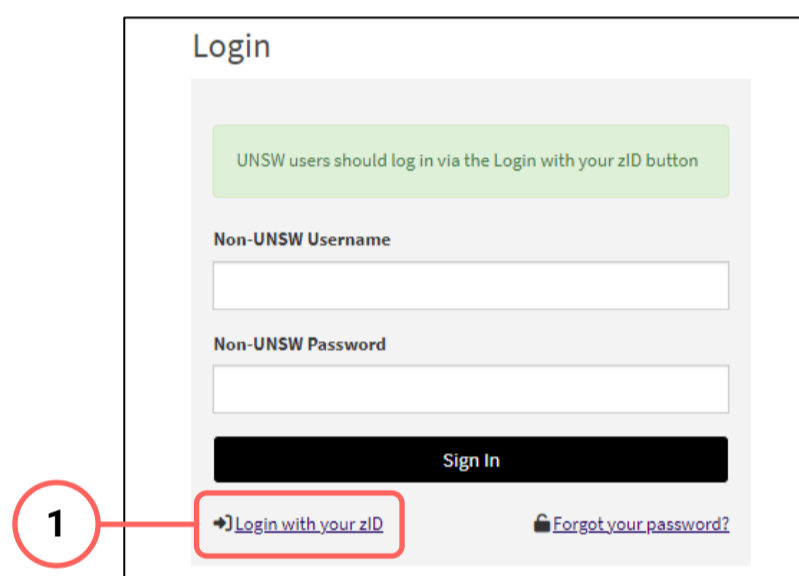 Login
UNSW users should log in via the Login with your zID button
Non-UNSW Username
Non-UNSW Password
Sign In
1
Login with your zID
Forgot your password?